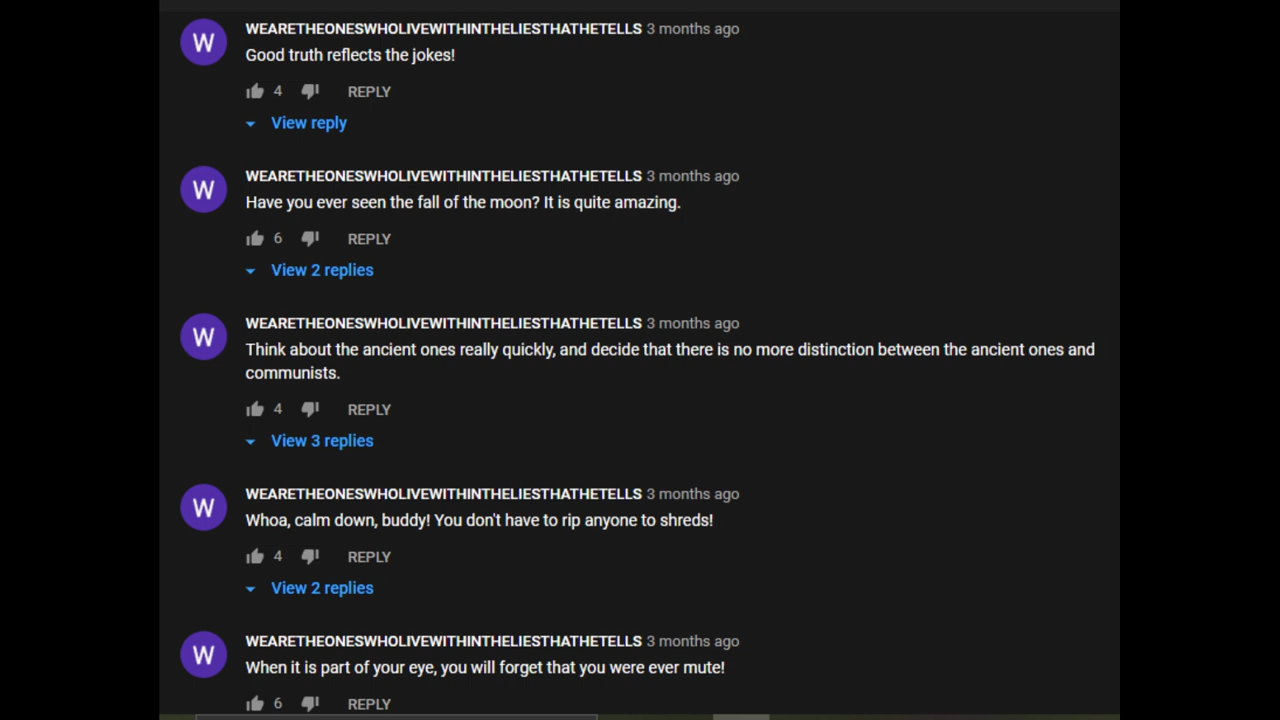 W
WEARETHEONESWHOLIVEWITHINTHELIESTHATHETELLS 3 months ago
Good truth reflects the jokes!
4 REPLY
View reply
W
WEARETHEONESWHOLIVEWITHINTHELIESTHATHETELLS 3 months ago
Have you ever seen the fall of the moon? It is quite amazing.
6 REPLY
View 2 replies
W
WEARETHEONESWHOLIVEWITHINTHELIESTHATHETELLS 3 months ago
Think about the ancient ones really quickly, and decide that there is no more distinction between the ancient ones and
communists.
4 REPLY
View 3 replies
W
WEARETHEONESWHOLIVEWITHINTHELIESTHATHETELLS 3 months ago
Whoa, calm down, buddy! You don't have to rip anyone to shreds!
4 REPLY
View 2 replies
W
WEARETHEONESWHOLIVEWITHINTHELIESTHATHETELLS 3 months ago
When it is part of your eye, you will forget that you were ever mute!
6 REPLY